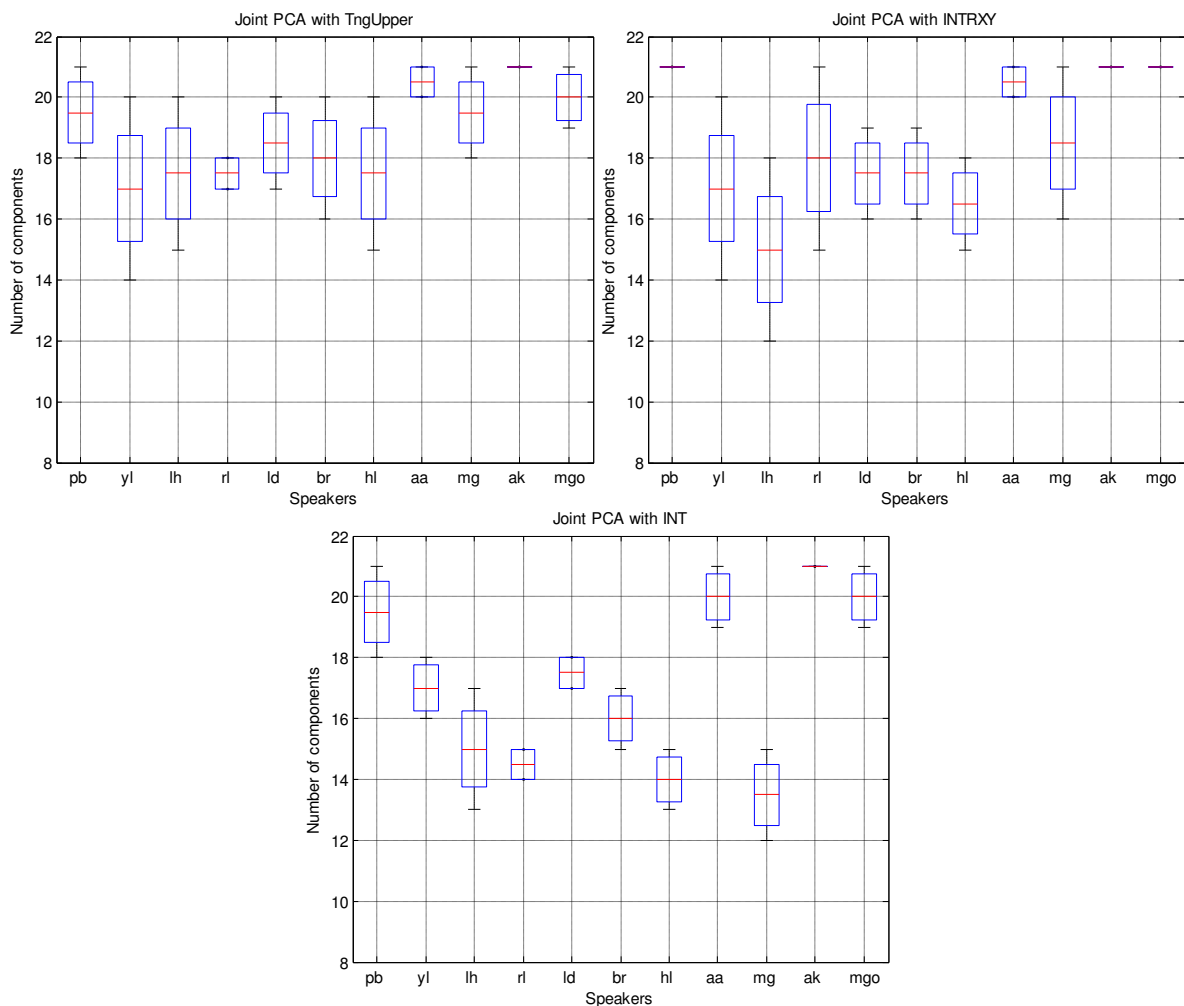 Joint PCA with TngUpper
22
20
18
16
14
12
10
8
Number of components
pb yl lh rl ld br hl aa mg ak mgo
Speakers
Joint PCA with INTRXY
22
20
18
16
14
12
10
8
Number of components
pb yl lh rl ld br hl aa mg ak mgo
Speakers
Joint PCA with INT
22
20
18
16
14
12
10
8
Number of components
pb yl lh rl ld br hl aa mg ak mgo
Speakers